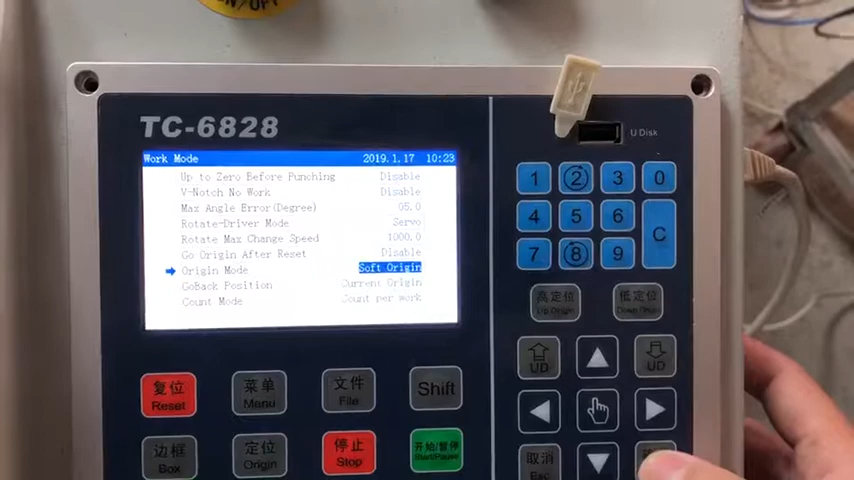 ON/OFF
TC-6828
U Disk
Work Mode 2019.1.17 10:23
Up to Zero Before Punching Disable
V-Notch No Work Disable
Max Angle Error(Degree) 05.0
Rotate-Driver Mode Servo
Rotate Max Change Speed 1000.0
Go Origin After Reset Disable
Origin Mode Soft Origin
GoBack Position Current Origin
Count Mode Count per work
1 2 3 0
4 5 6
C
7 8 9
高定位 低定位
Up Origin Down Origin
UD UD
复位 菜单 文件 Shift
Reset Menu File
边框 定位 停止 开始/暂停
Box Origin Stop Start/Pause
取消
Esc